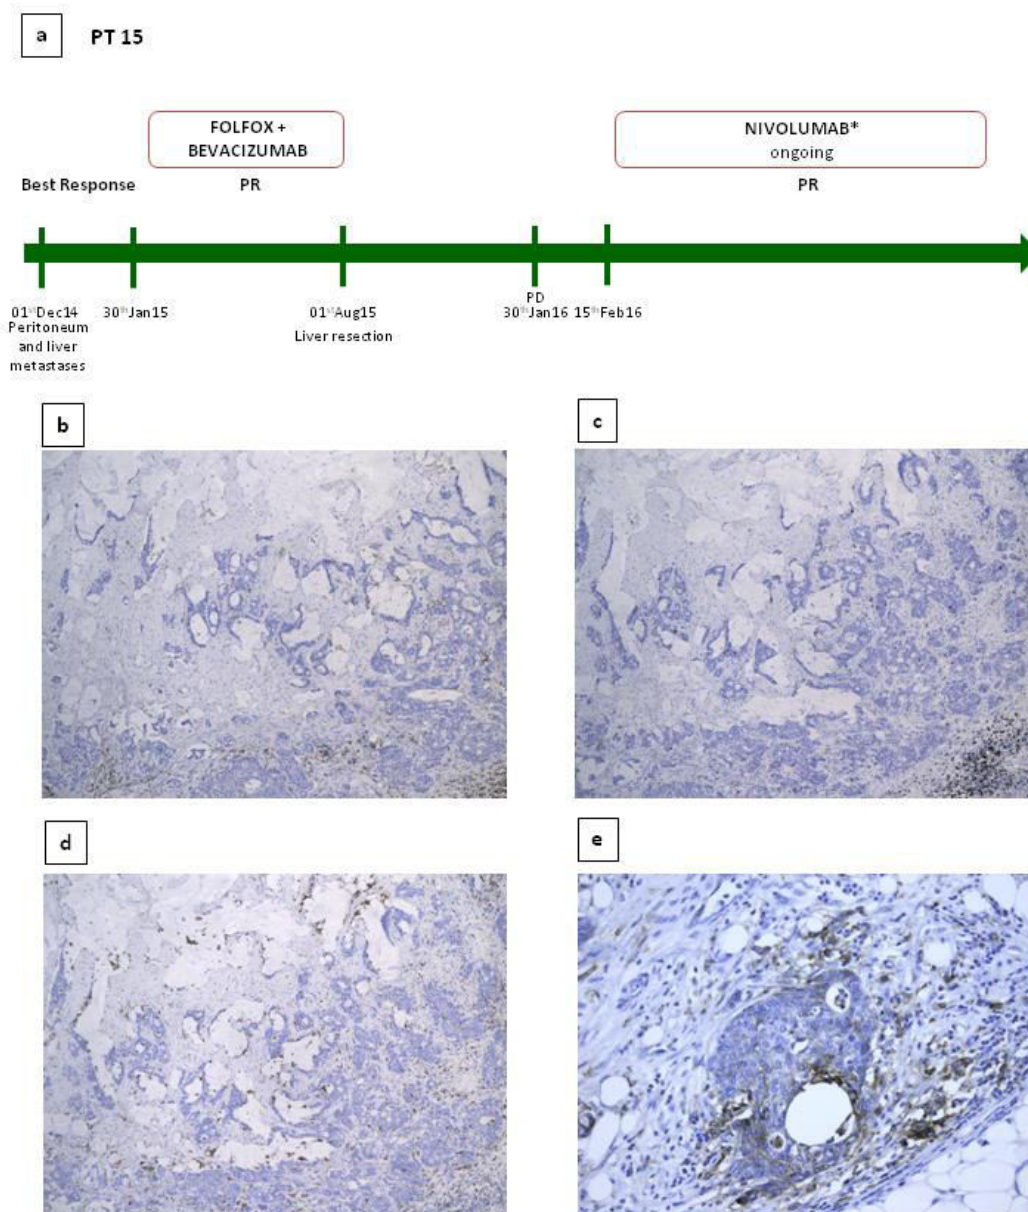 a PT 15
FOLFOX +
BEVACIZUMAB
NIVOLUMAB*
ongoing
Best Response PR PR
01stDec14 30thJan15 01stAug15 PD 30thJan16 15thFeb16
Peritoneum
and liver
metastases
Liver resection
b c
d e